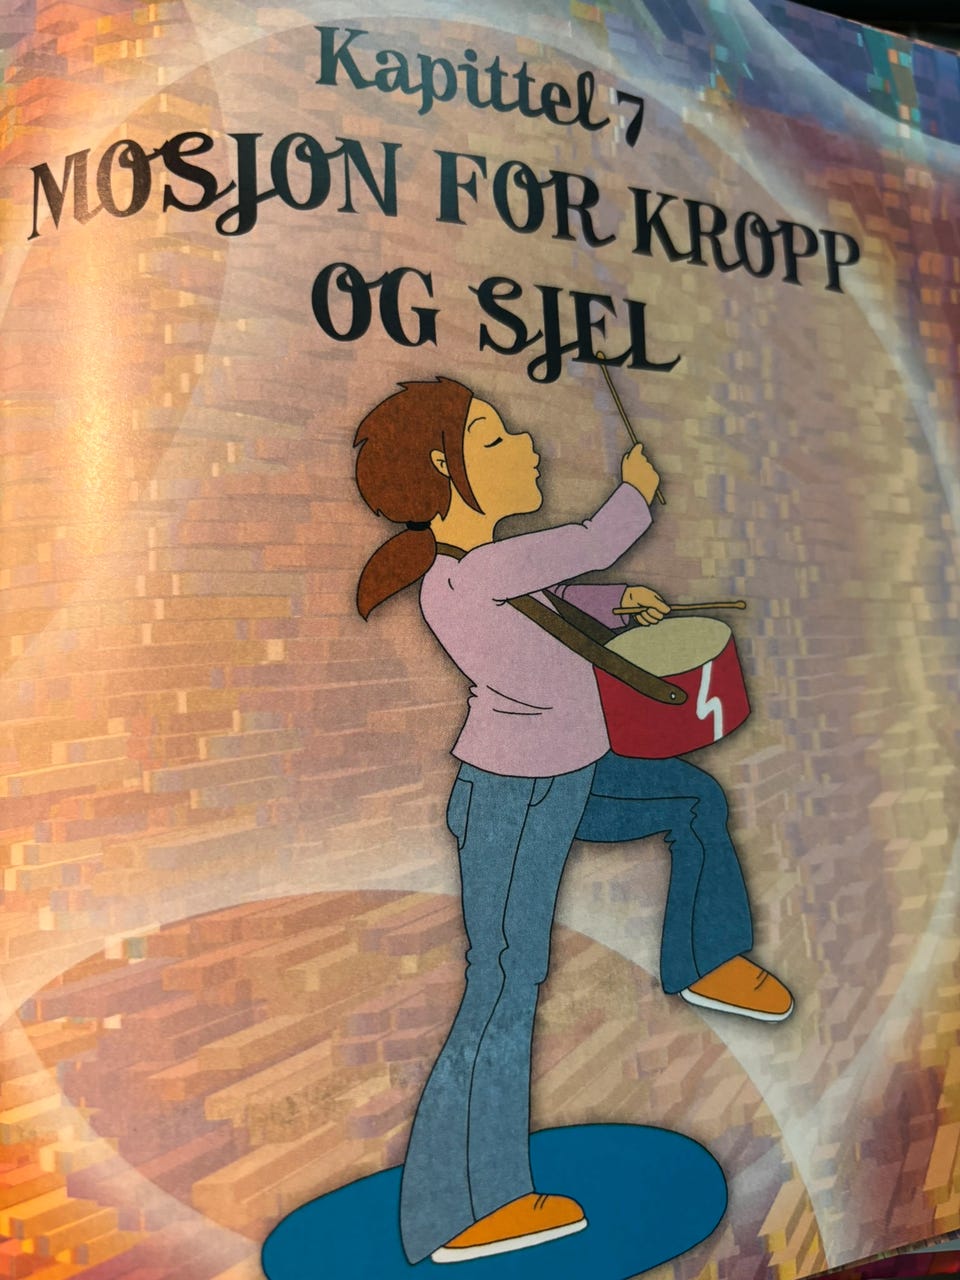 Kapittel 7
MOSJON FOR KROPP
OG SJEL